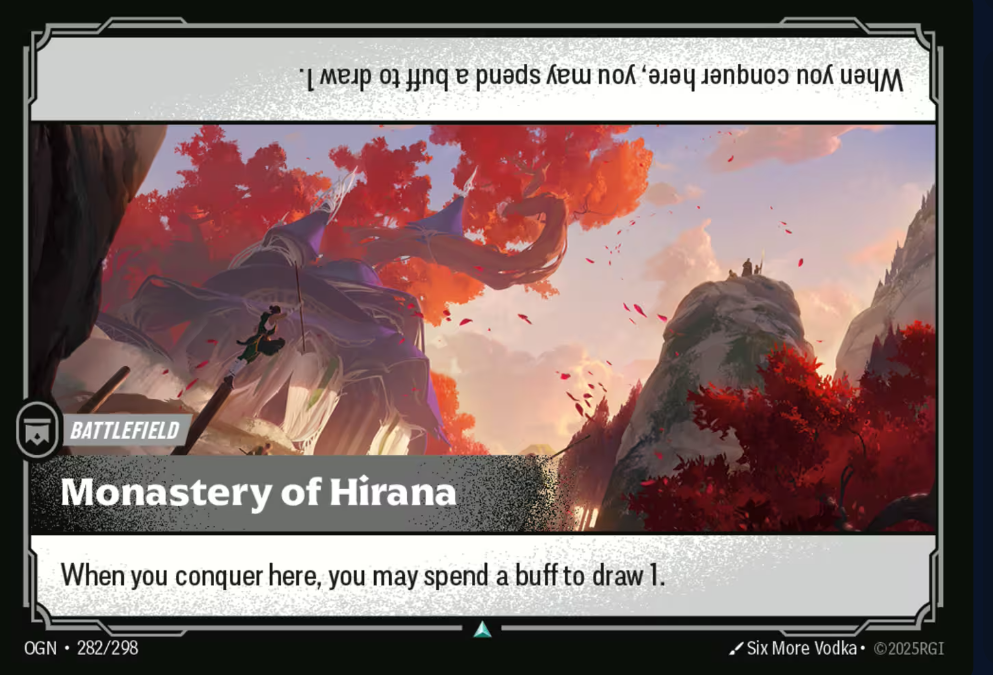 When you conquer here, you may spend a buff to draw 1.
BATTLEFIELD
Monastery of Hirana
When you conquer here, you may spend a buff to draw 1.
OGN • 282/298
Six More Vodka • ©2025RGI